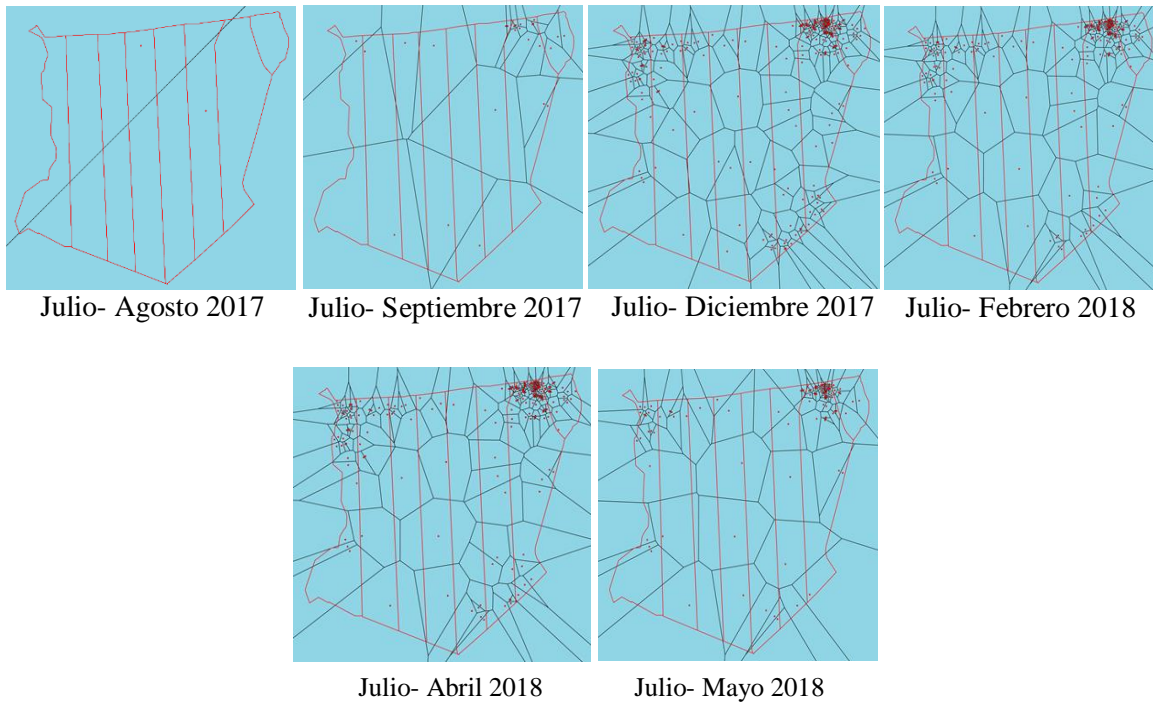 Julio- Agosto 2017
Julio- Septiembre 2017
Julio- Diciembre 2017
Julio- Febrero 2018
Julio- Abril 2018
Julio- Mayo 2018